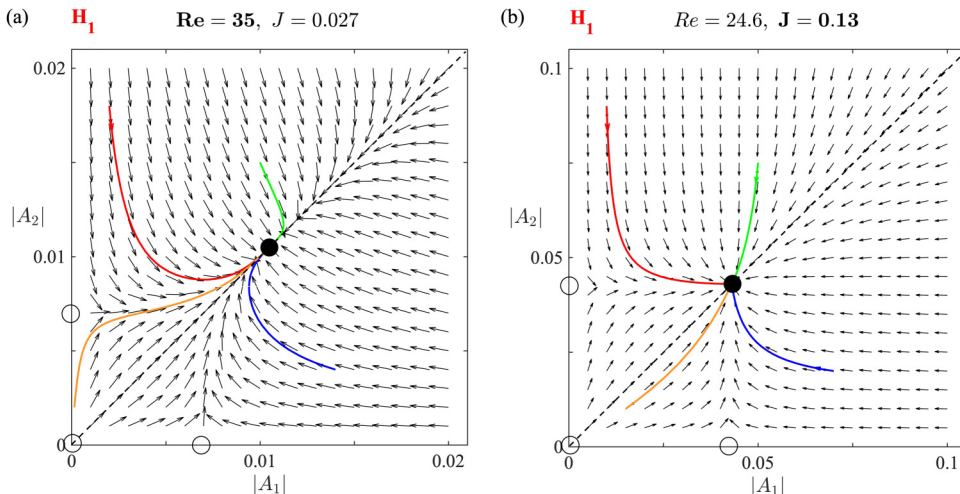 (a) H₁ Re = 35, J = 0.027
0.02
|A₂|
0.01
0
0 0.01 0.02
|A₁|
(b) H₁ Re = 24.6, J = 0.13
0.1
|A₂|
0.05
0
0 0.05 0.1
|A₁|